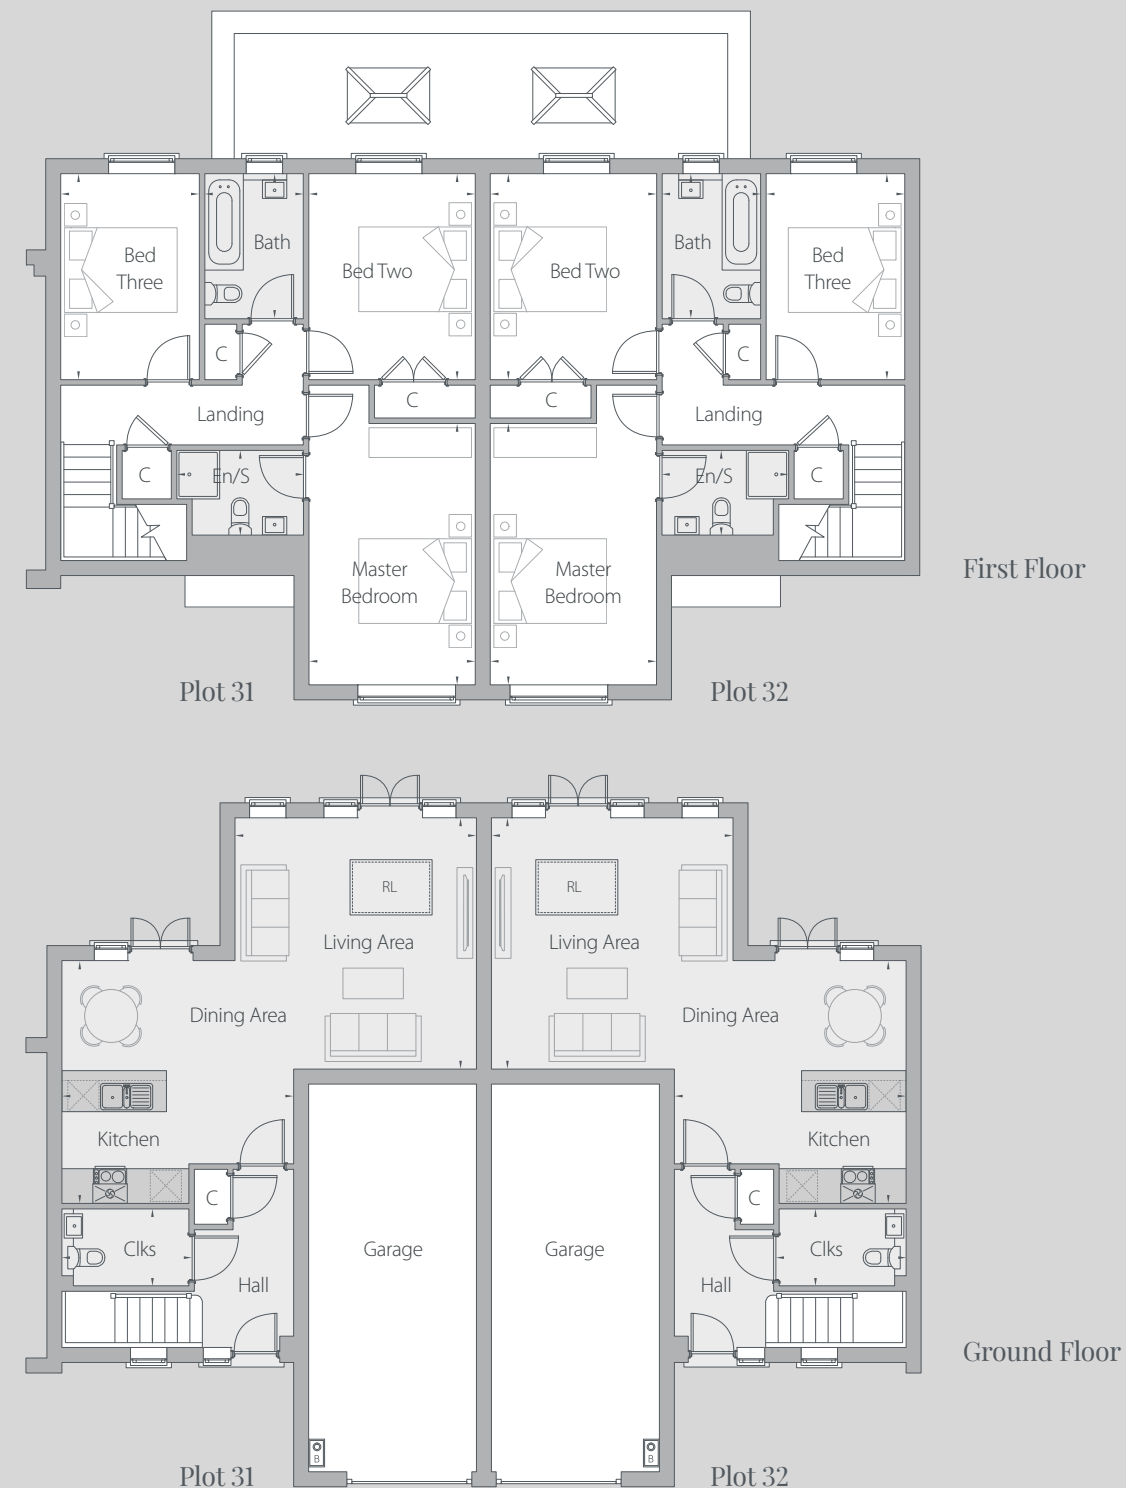 Bath
Bath
Bed
Three
Bed Two
Bed Two
Bed
Three
C
C
C
C
Landing
Landing
C
En/S
En/S
C
First Floor
Master
Bedroom
Master
Bedroom
Plot 31
Plot 32
RL
RL
Living Area
Living Area
Dining Area
Dining Area
Kitchen
Kitchen
C
C
Clks
Garage
Garage
Clks
Hall
Hall
Ground Floor
B
B
Plot 31
Plot 32